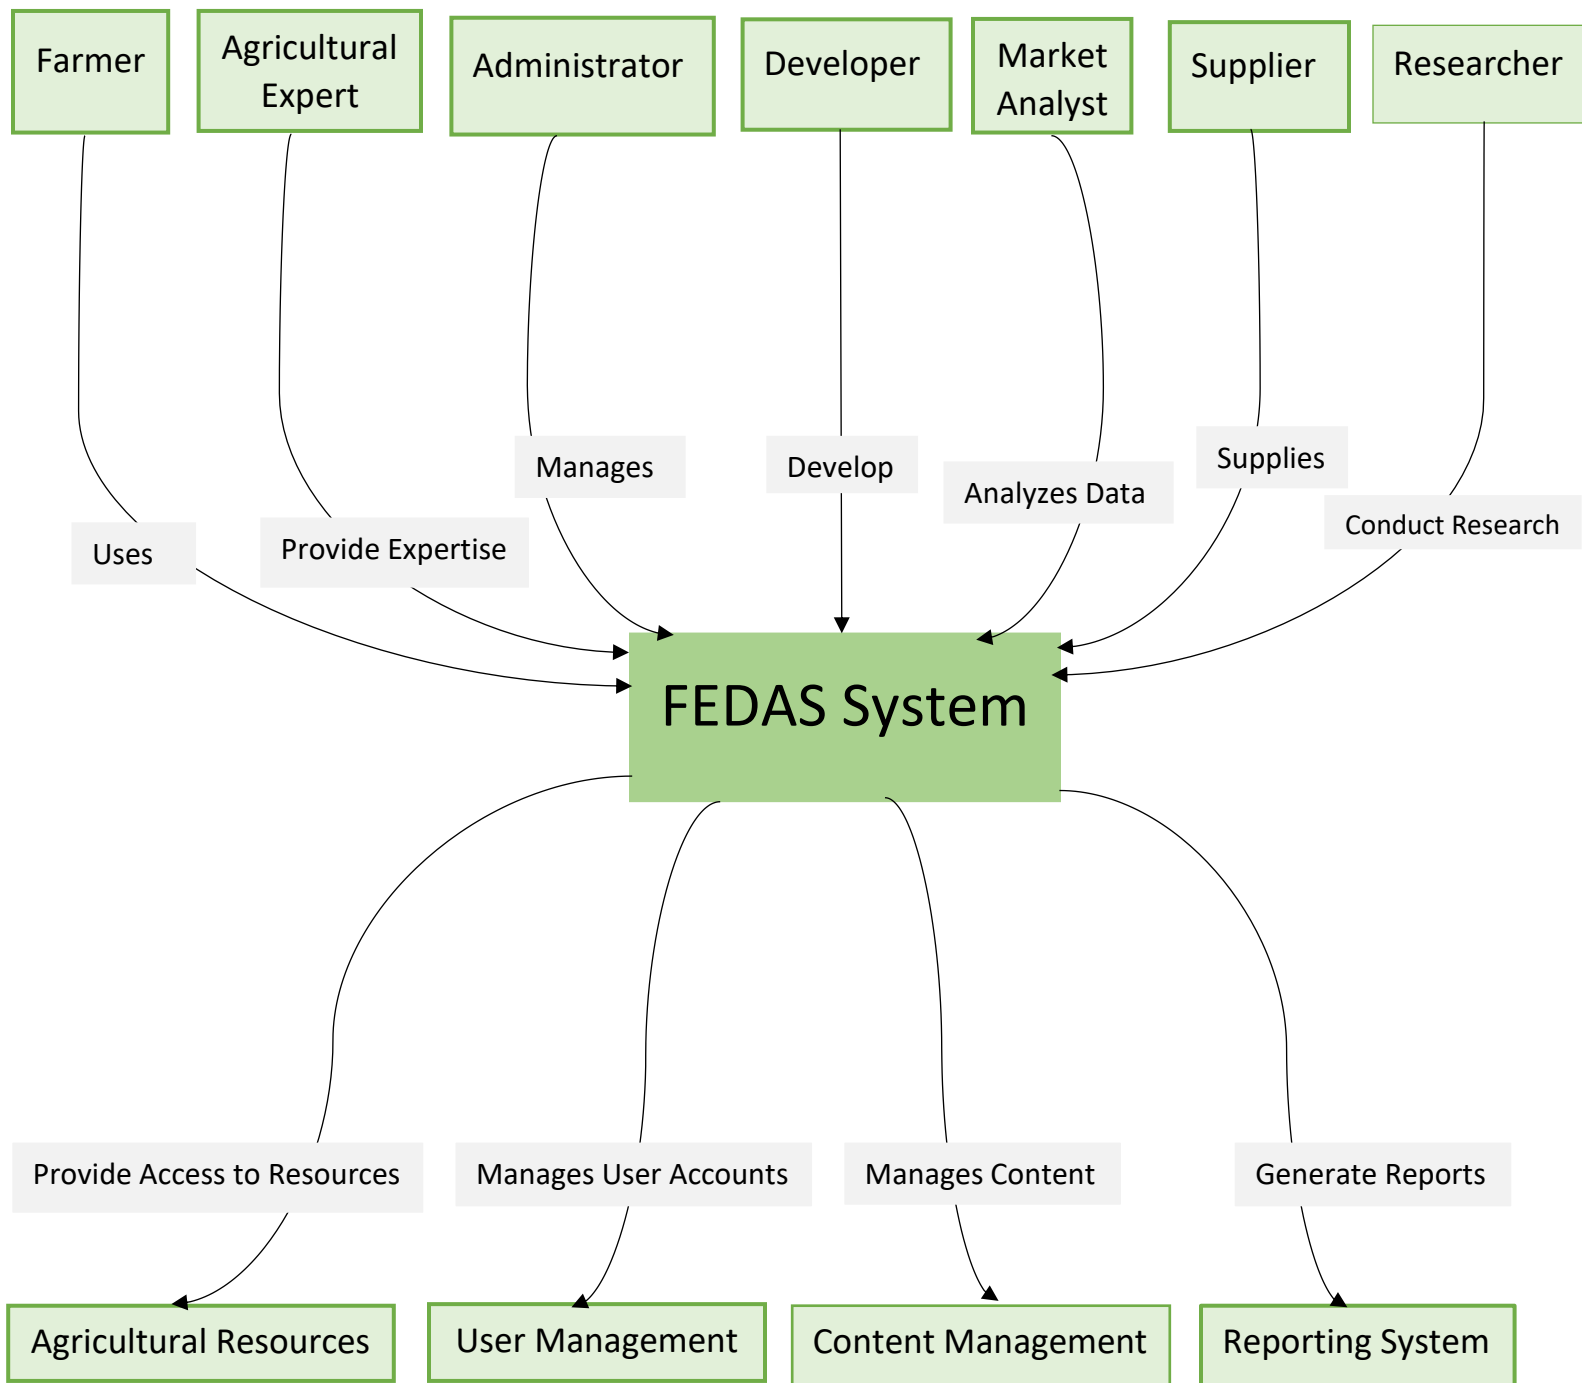 Farmer
Agricultural
Expert
Administrator
Developer
Market
Analyst
Supplier
Researcher
Manages
Develop
Analyzes Data
Supplies
Uses
Provide Expertise
Conduct Research
FEDAS System
Provide Access to Resources
Manages User Accounts
Manages Content
Generate Reports
Agricultural Resources
User Management
Content Management
Reporting System